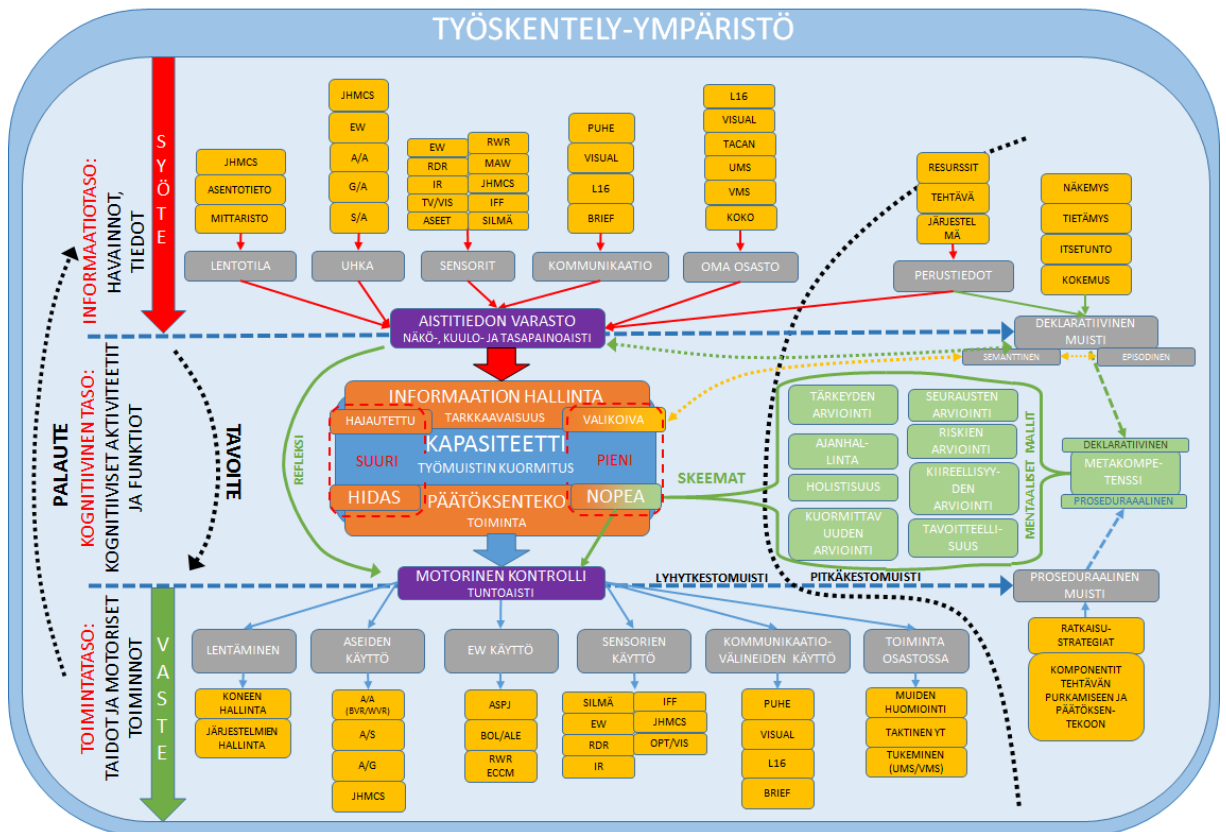 TYÖSKENTELY-YMPÄRISTÖ
SYÖTE
INFORMAATIOTASO:
HAVAINNOT,
TIEDOT
JHMCS
ASENTOTIETO
MITTARISTO
LENTOTILA
JHMCS
EW
A/A
G/A
S/A
UHKA
EW
RDR
IR
TV/VIS
ASEET
RWR
MAW
JHMCS
IFF
SILMÄ
SENSORIT
PUHE
VISUAL
L16
BRIEF
KOMMUNIKAATIO
L16
VISUAL
TACAN
UMS
VMS
KOKO
OMA OSASTO
RESURSSIT
TEHTÄVÄ
JÄRJESTEL
MÄ
PERUSTIEDOT
NÄKEMYS
TIETÄMYS
ITSETUNTO
KOKEMUS
AISTITIEDON VARASTO
NÄKÖ-, KUULO- JA TASAPAINOAISTI
DEKLARATIIVINEN
MUISTI
SEMANTTINEN
EPISODINEN
PALAUTE
KOGNITIIVINEN TASO:
KOGNITIIVISET AKTIVITEETIT
JA FUNKTIOT
TAVOITE
REFLEKSI
INFORMAATION HALLINTA
TARKKAAVAISUUS
HAJAUTETTU
VALIKOIVA
KAPASITEETTI
SUURI
TYÖMUISTIN KUORMITUS
PIENI
HIDAS
PÄÄTÖKSENTEKO
NOPEA
TOIMINTA
SKEEMAT
TÄRKEYDEN
ARVIOINTI
AJANHAL-
LINTA
HOLISTISUUS
KUORMITTAV
UUDEN
ARVIOINTI
SEURAUSTEN
ARVIOINTI
RISKIEN
ARVIOINTI
KIIREELLISYY-
DEN
ARVIOINTI
TAVOITTEELLI-
SUUS
MENTAALISET MALLIT
DEKLARATIIVINEN
METAKOMPE-
TENSSI
PROSEDURAAALINEN
MOTORINEN KONTROLLI
TUNTOAISTI
LYHYTKESTOMUISTI
PITKÄKESTOMUISTI
PROSEDURAALINEN
MUISTI
RATKAISU-
STRATEGIAT
KOMPONENTIT
TEHTÄVÄN
PURKAMISEEN JA
PÄÄTÖKSEN-
TEKOON
TOIMINTATASO:
TAIDOT JA MOTORISET
TOIMINNOT
VASTE
LENTÄMINEN
KONEEN
HALLINTA
JÄRJESTELMIEN
HALLINTA
ASEIDEN
KÄYTTÖ
A/A
(BVR/WVR)
A/S
A/G
JHMCS
EW KÄYTTÖ
ASPJ
BOL/ALE
RWR
ECCM
SENSORIEN
KÄYTTÖ
SILMÄ
EW
RDR
IR
IFF
JHMCS
OPT/VIS
KOMMUNIKAATIO-
VÄLINEIDEN KÄYTTÖ
PUHE
VISUAL
L16
BRIEF
TOIMINTA
OSASTOSSA
MUIDEN
HUOMIOINTI
TAKTINEN YT
TUKEMINEN
(UMS/VMS)